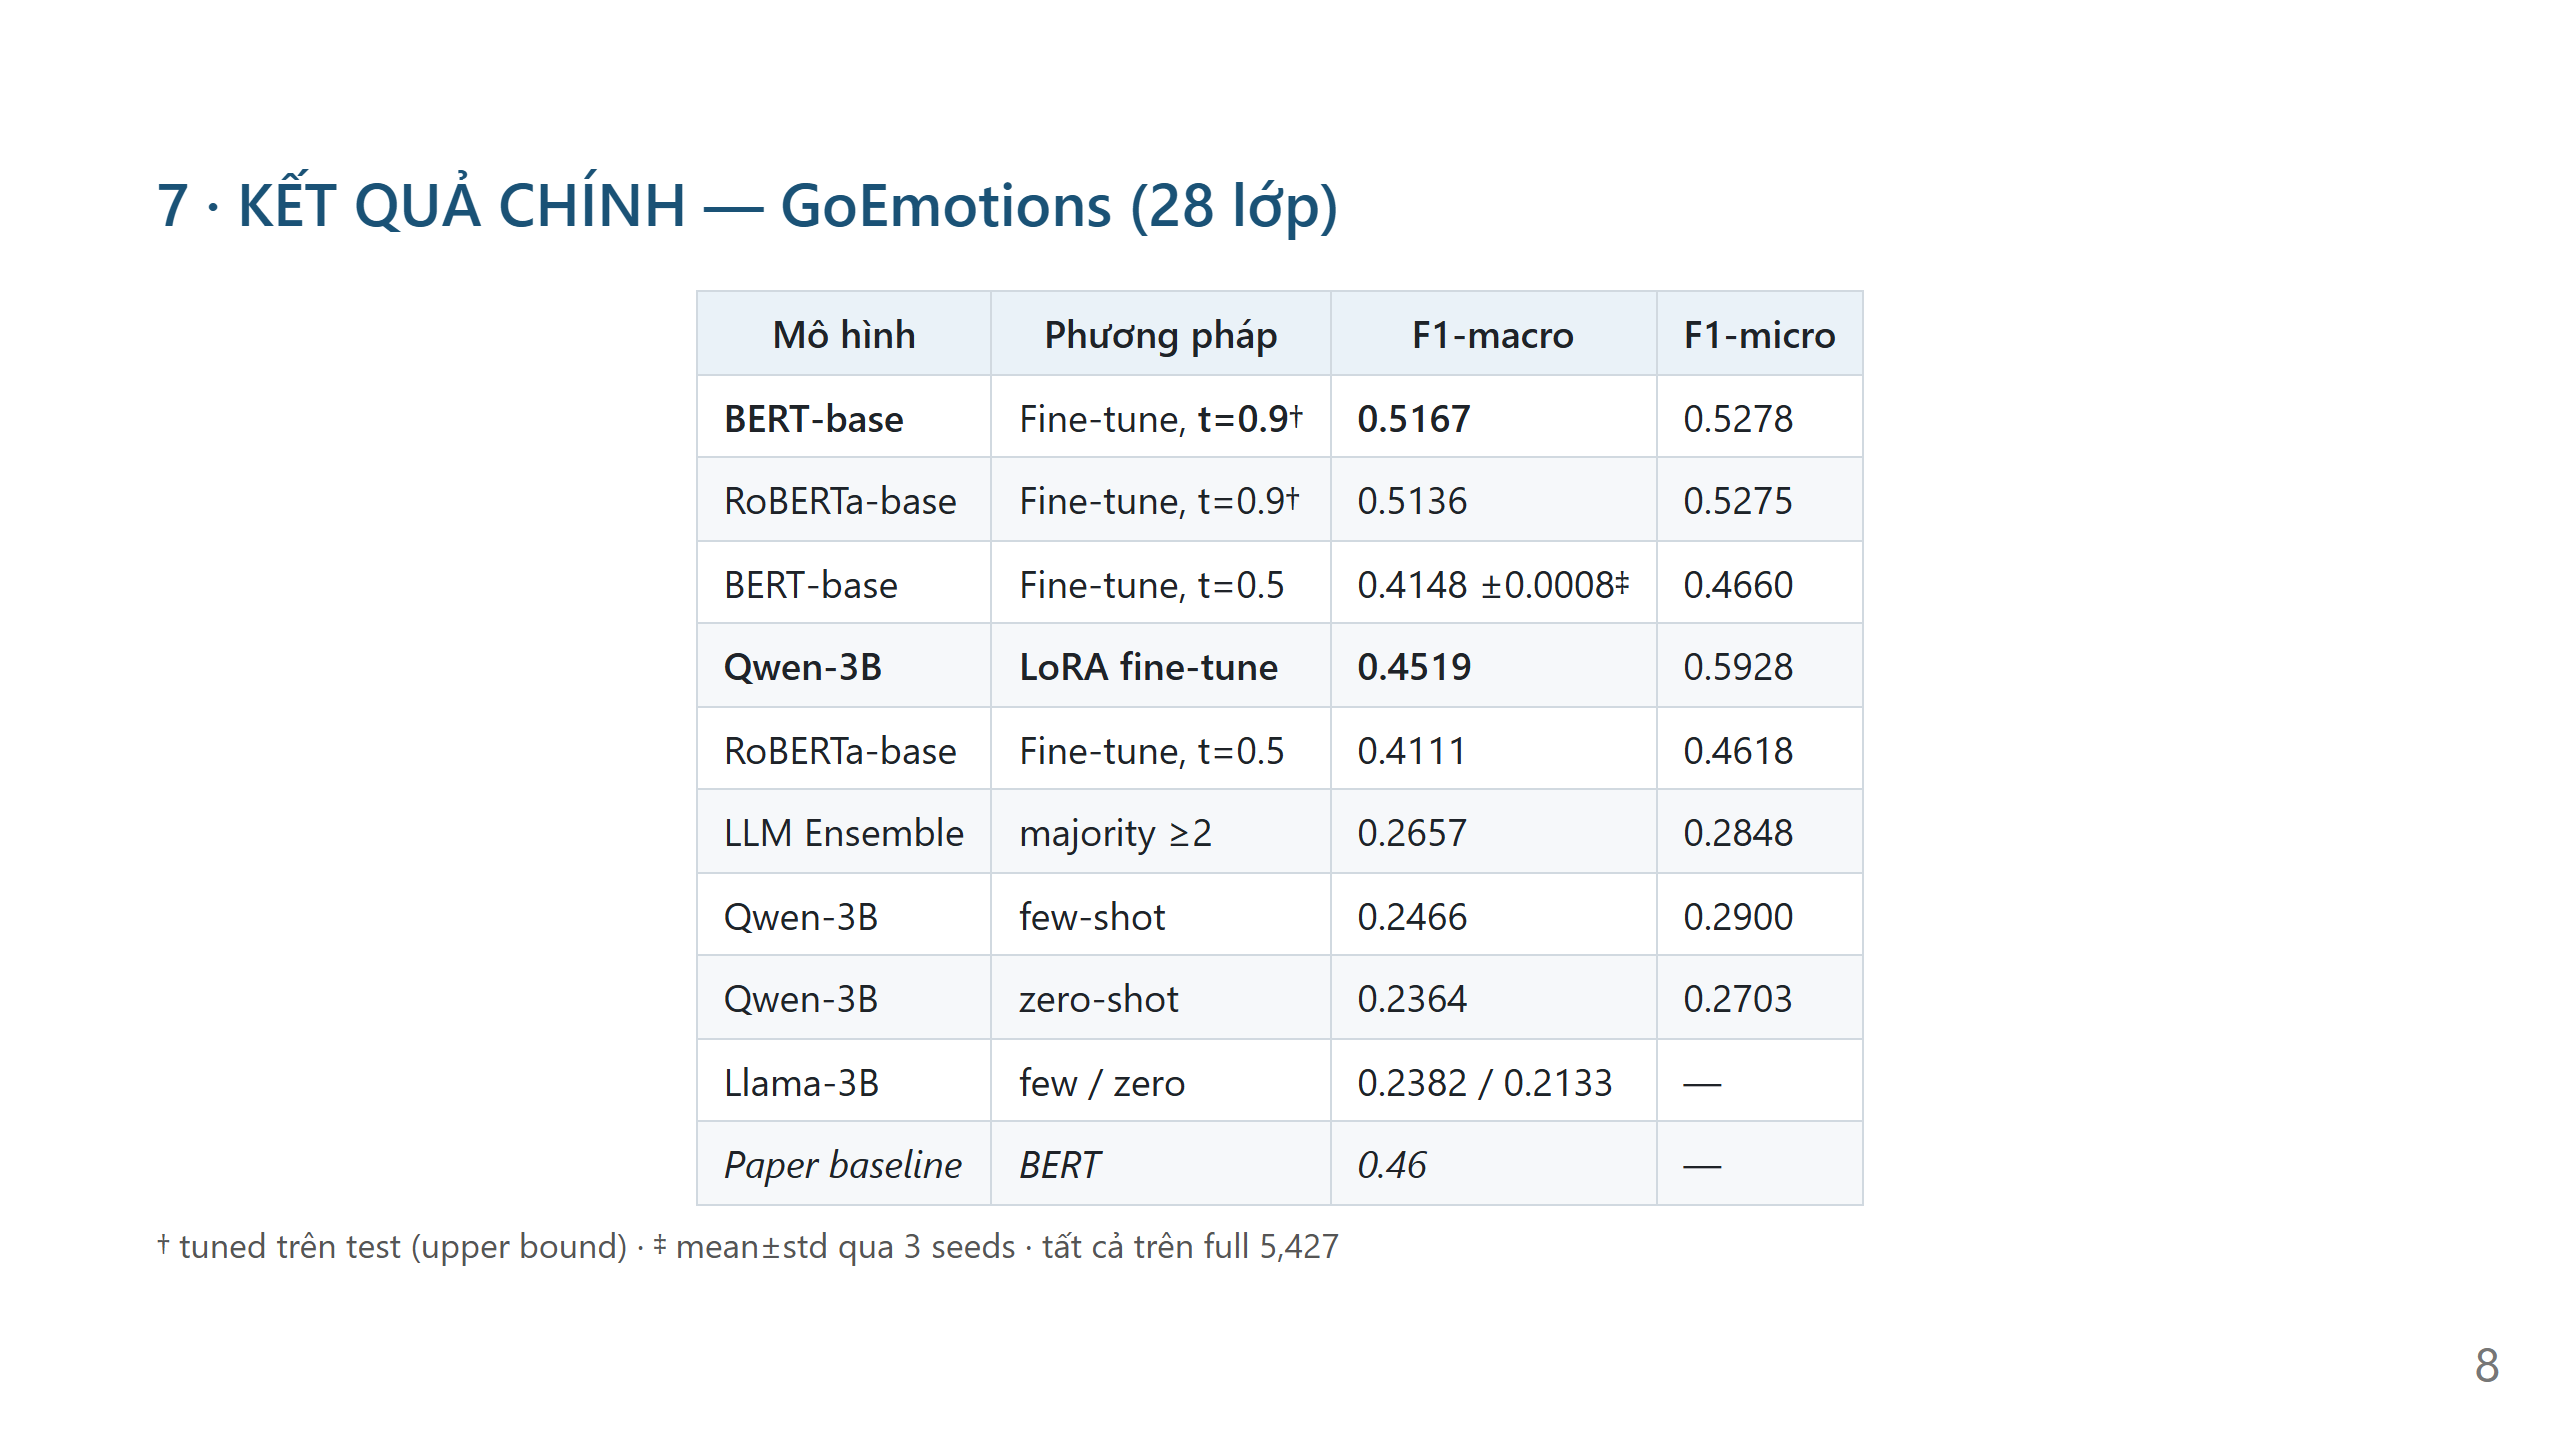 7 · KẾT QUẢ CHÍNH — GoEmotions (28 lớp)
Mô hình Phương pháp F1-macro F1-micro
BERT-base Fine-tune, t=0.9† 0.5167 0.5278
RoBERTa-base Fine-tune, t=0.9† 0.5136 0.5275
BERT-base Fine-tune, t=0.5 0.4148 ±0.0008‡ 0.4660
Qwen-3B LoRA fine-tune 0.4519 0.5928
RoBERTa-base Fine-tune, t=0.5 0.4111 0.4618
LLM Ensemble majority ≥2 0.2657 0.2848
Qwen-3B few-shot 0.2466 0.2900
Qwen-3B zero-shot 0.2364 0.2703
Llama-3B few / zero 0.2382 / 0.2133 —
Paper baseline BERT 0.46 —
† tuned trên test (upper bound) · ‡ mean±std qua 3 seeds · tất cả trên full 5,427
8